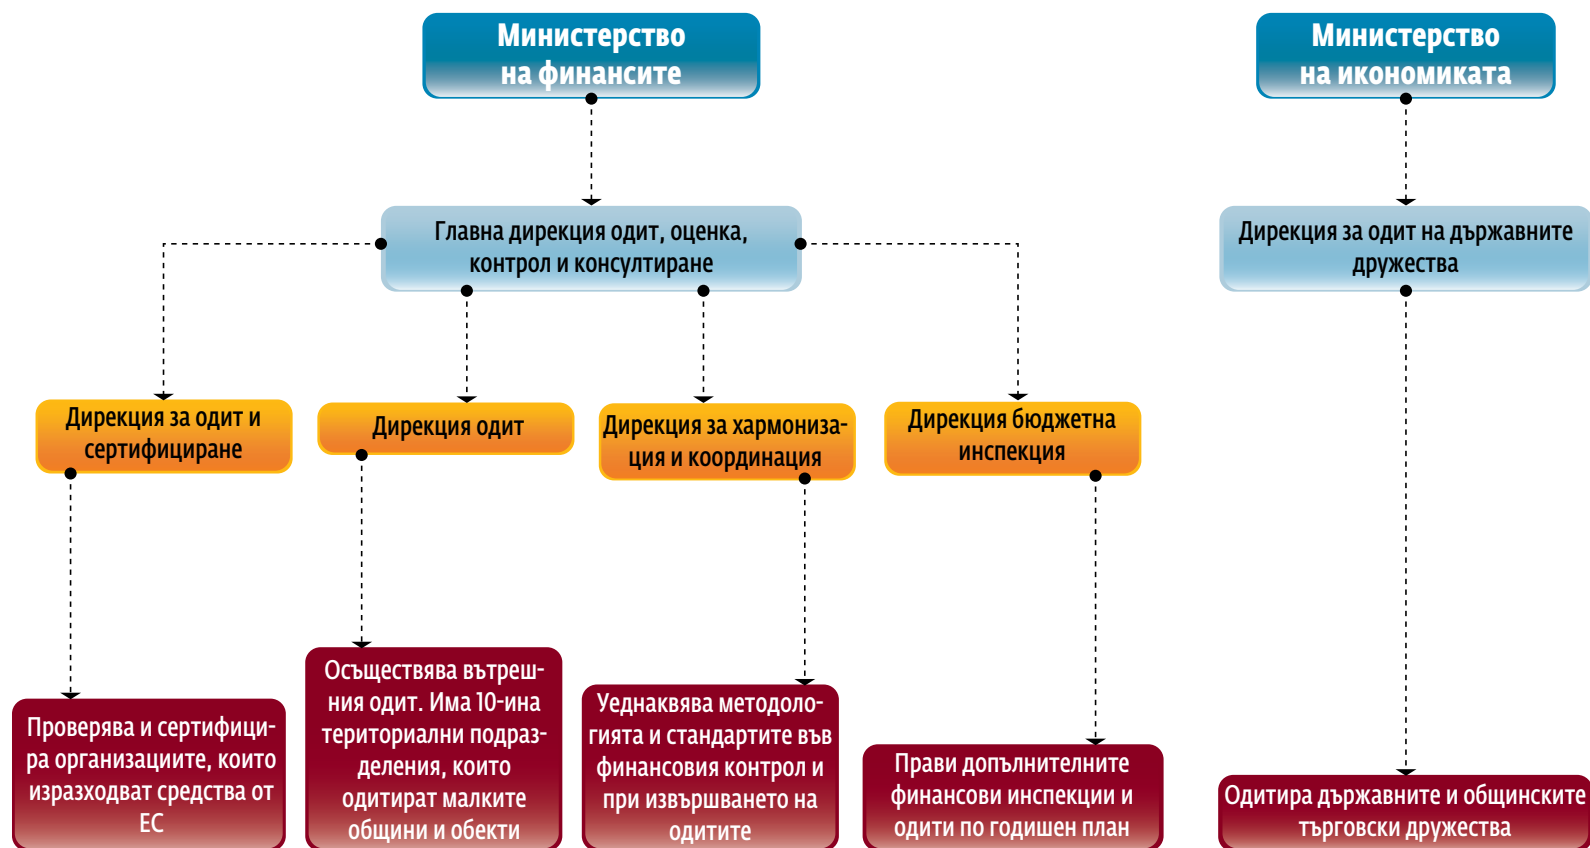 Министерство
на финансите
Министерство
на икономиката
Главна дирекция одит, оценка,
контрол и консултиране
Дирекция за одит на държавните
дружества
Дирекция за одит и
сертифициране
Дирекция одит
Дирекция за хармониза-
ция и координация
Дирекция бюджетна
инспекция
Проверява и сертифици-
ра организациите, които
изразходват средства от
ЕС
Осъществява вътреш-
ния одит. Има 10-ина
териториални подраз-
деления, които
одитират малките
общини и обекти
Уеднаквява методоло-
гията и стандартите във
финансовия контрол и
при извършването на
одитите
Прави допълнителните
финансови инспекции и
одити по годишен план
Одитира държавните и общинските
търговски дружества